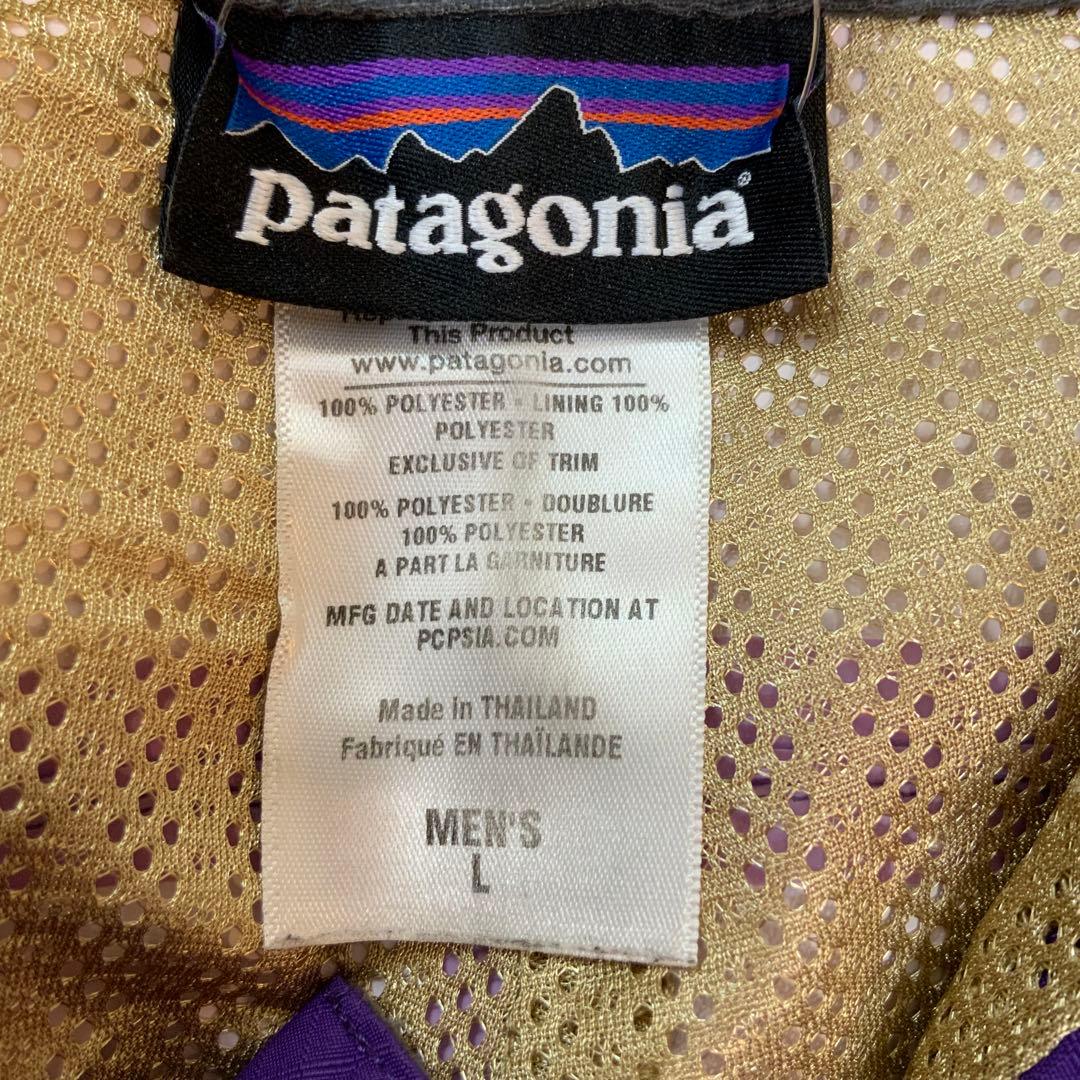 patagonia®
This Product
www.patagonia.com
100% POLYESTER • LINING 100%
POLYESTER
EXCLUSIVE OF TRIM
100% POLYESTER • DOUBLURE
100% POLYESTER
A PART LA GARNITURE
MFG DATE AND LOCATION AT
PCPSIA.COM
Made in THAILAND
Fabriqué EN THAÏLANDE
MEN'S
L